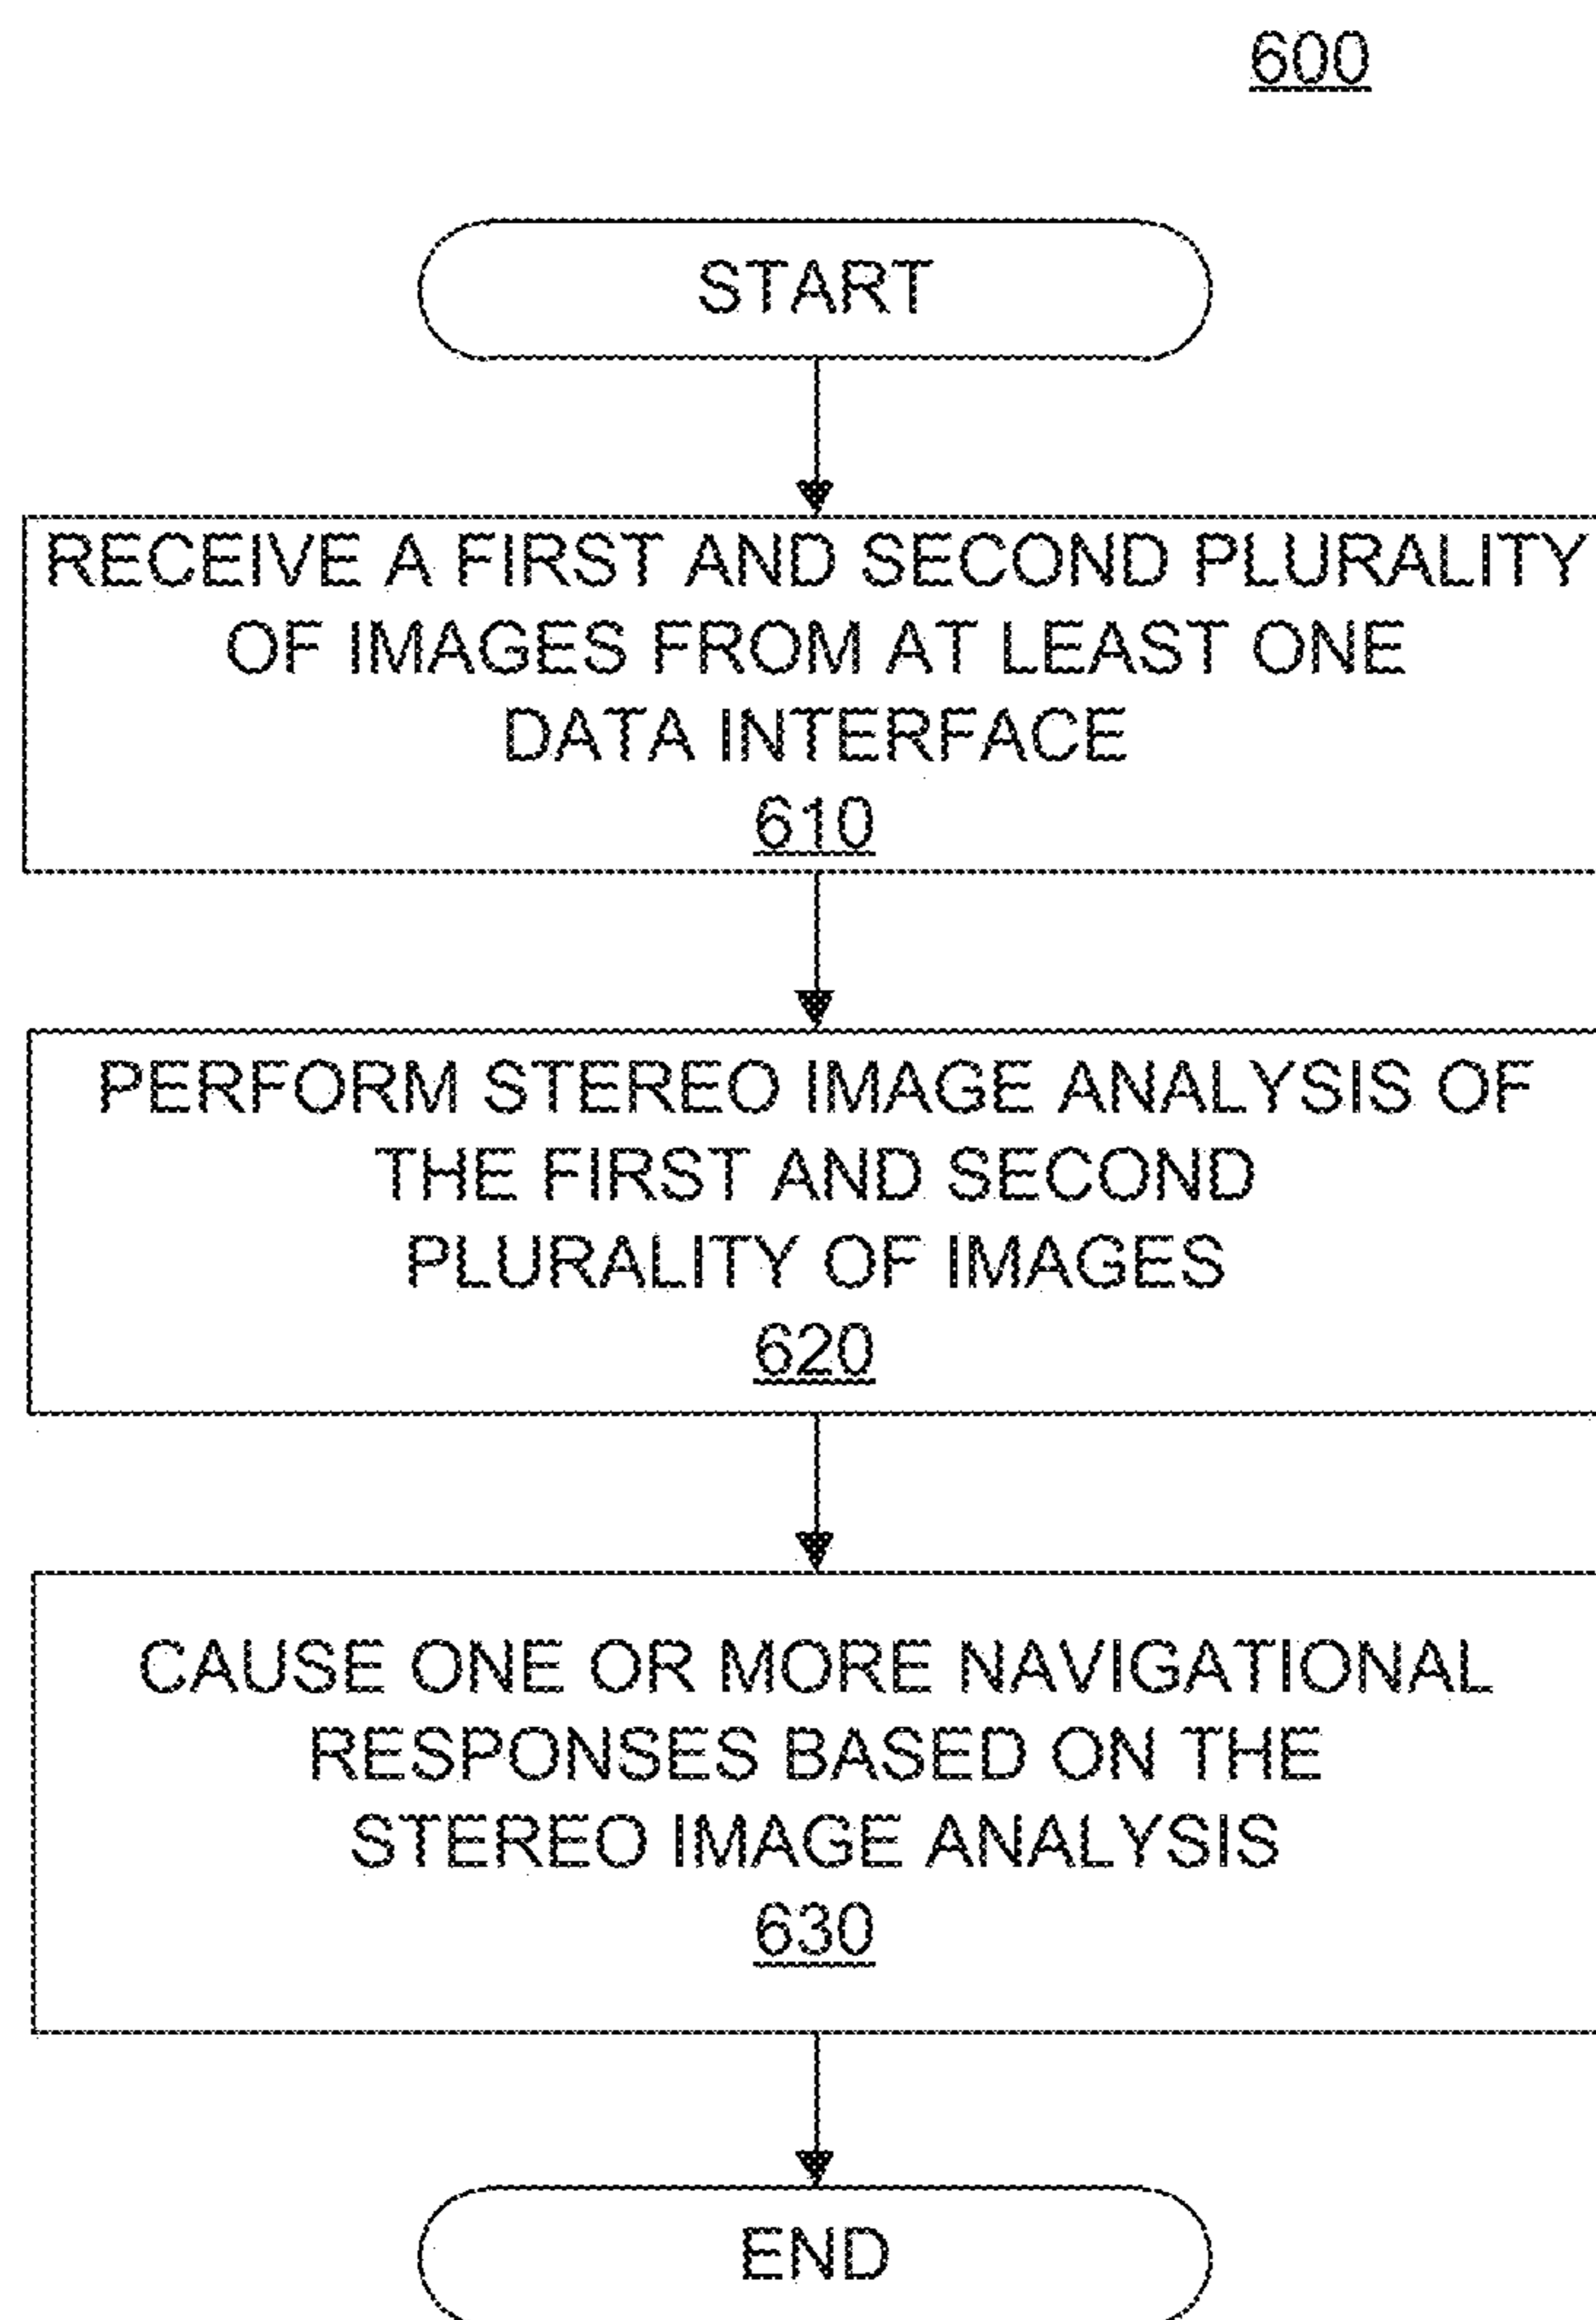 600
START
RECEIVE A FIRST AND SECOND PLURALITY
OF IMAGES FROM AT LEAST ONE
DATA INTERFACE
610
PERFORM STEREO IMAGE ANALYSIS OF
THE FIRST AND SECOND
PLURALITY OF IMAGES
620
CAUSE ONE OR MORE NAVIGATIONAL
RESPONSES BASED ON THE
STEREO IMAGE ANALYSIS
630
END